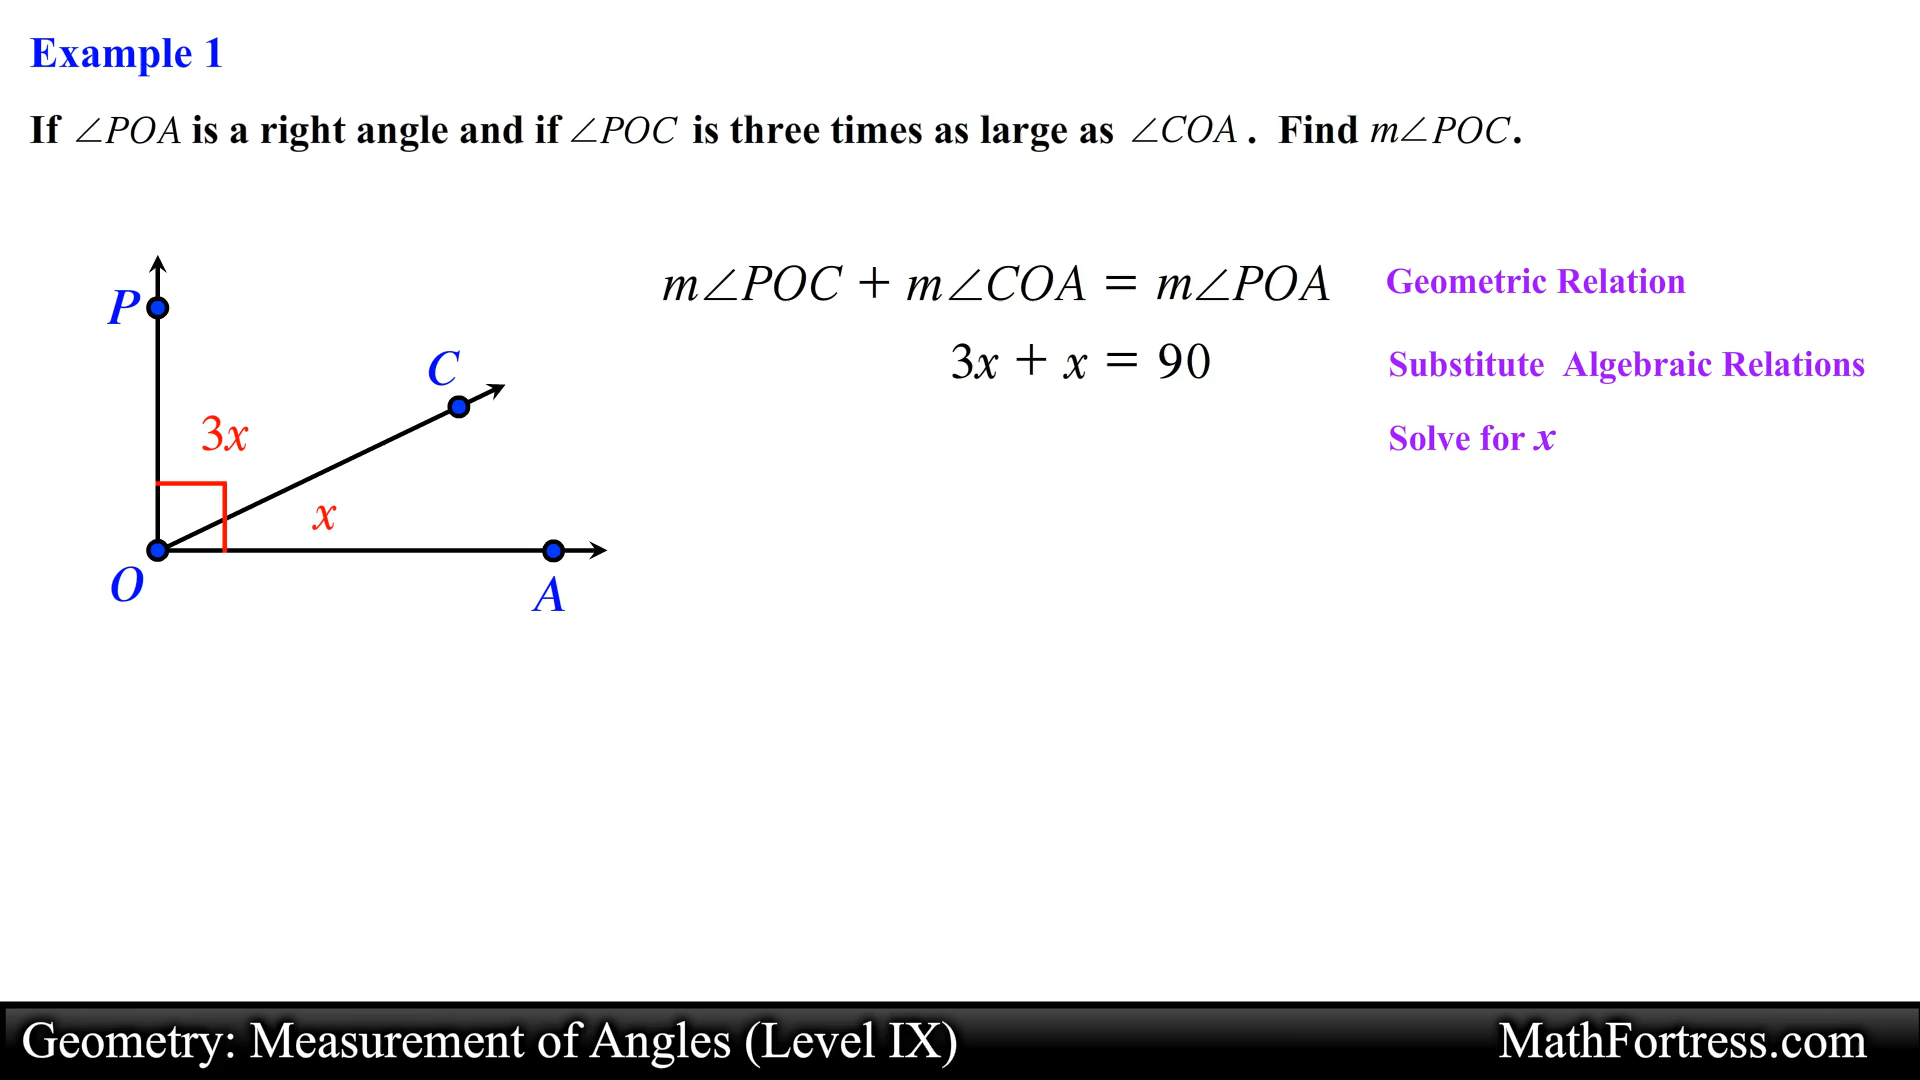 Example 1
If ∠POA is a right angle and if ∠POC is three times as large as ∠COA. Find m∠POC.
m∠POC + m∠COA = m∠POA Geometric Relation
3x + x = 90 Substitute Algebraic Relations
Solve for x
P
C
3x
x
O
A
Geometry: Measurement of Angles (Level IX) MathFortress.com